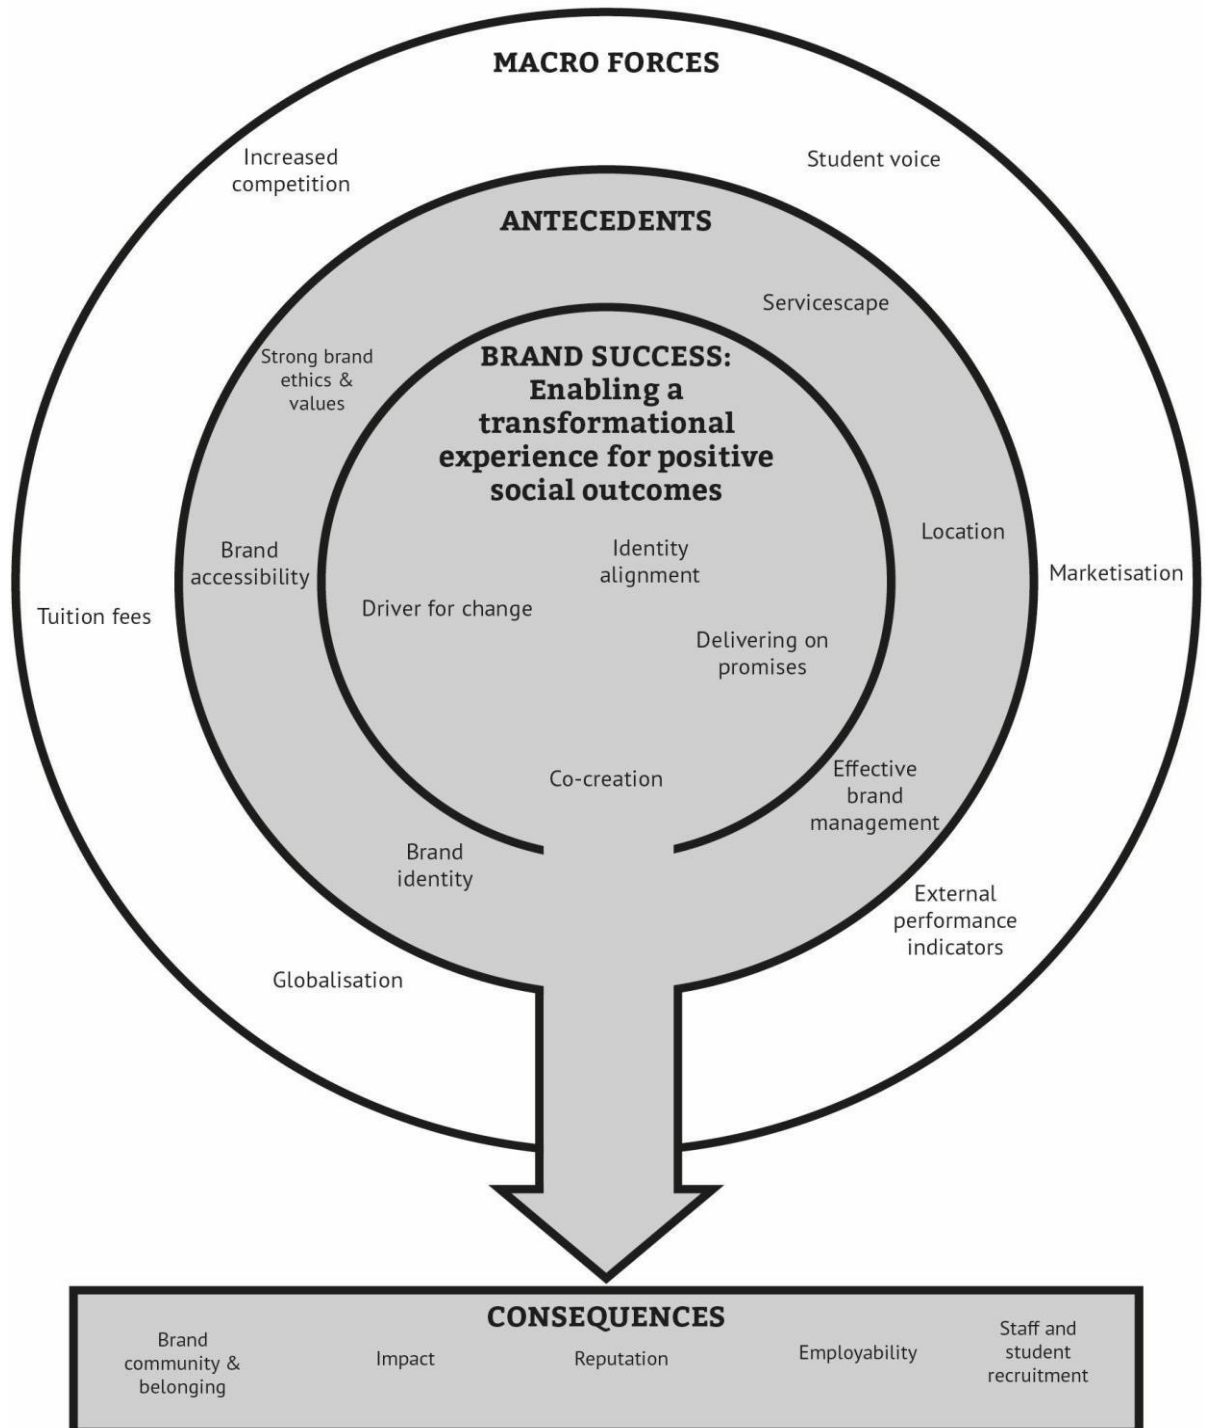 MACRO FORCES
Increased
competition
Student voice
ANTECEDENTS
Servicescape
Strong brand
ethics &
values
BRAND SUCCESS:
Enabling a
transformational
experience for positive
social outcomes
Location
Brand
accessibility
Identity
alignment
Marketisation
Tuition fees
Driver for change
Delivering on
promises
Co-creation
Effective
brand
management
Brand
identity
External
performance
indicators
Globalisation
CONSEQUENCES
Brand
community &
belonging
Impact
Reputation
Employability
Staff and
student
recruitment